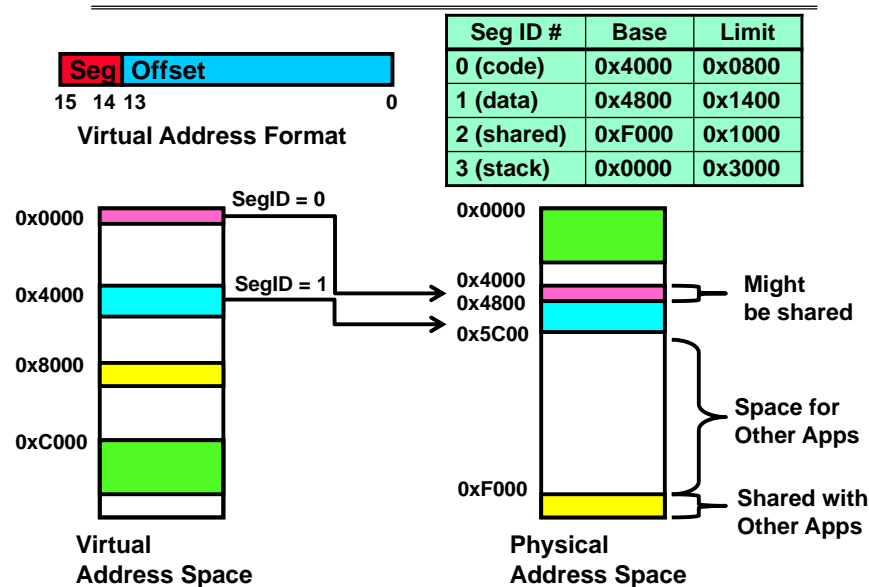 Seg ID # Base Limit
0 (code) 0x4000 0x0800
1 (data) 0x4800 0x1400
2 (shared) 0xF000 0x1000
3 (stack) 0x0000 0x3000
Seg Offset
15 14 13 0
Virtual Address Format
SegID = 0
SegID = 1
0x0000
0x4000
0x8000
0xC000
Virtual
Address Space
0x0000
0x4000
0x4800
0x5C00
0xF000
Might
be shared
Space for
Other Apps
Shared with
Other Apps
Physical
Address Space